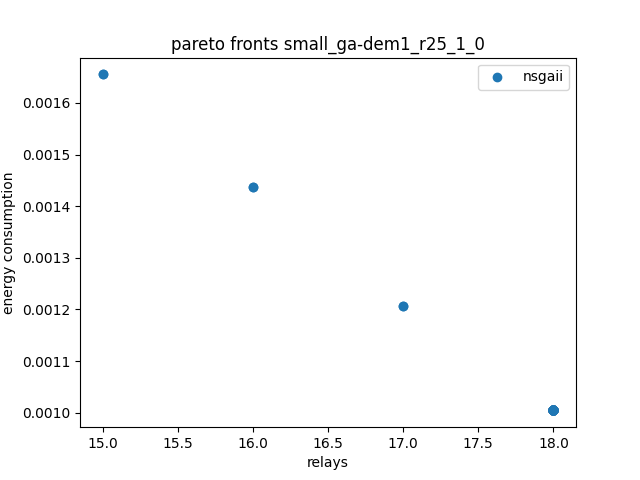 pareto fronts small_ga-dem1_r25_1_0
nsgaii
0.0016
0.0015
0.0014
0.0013
0.0012
0.0011
0.0010
energy consumption
15.0 15.5 16.0 16.5 17.0 17.5 18.0
relays